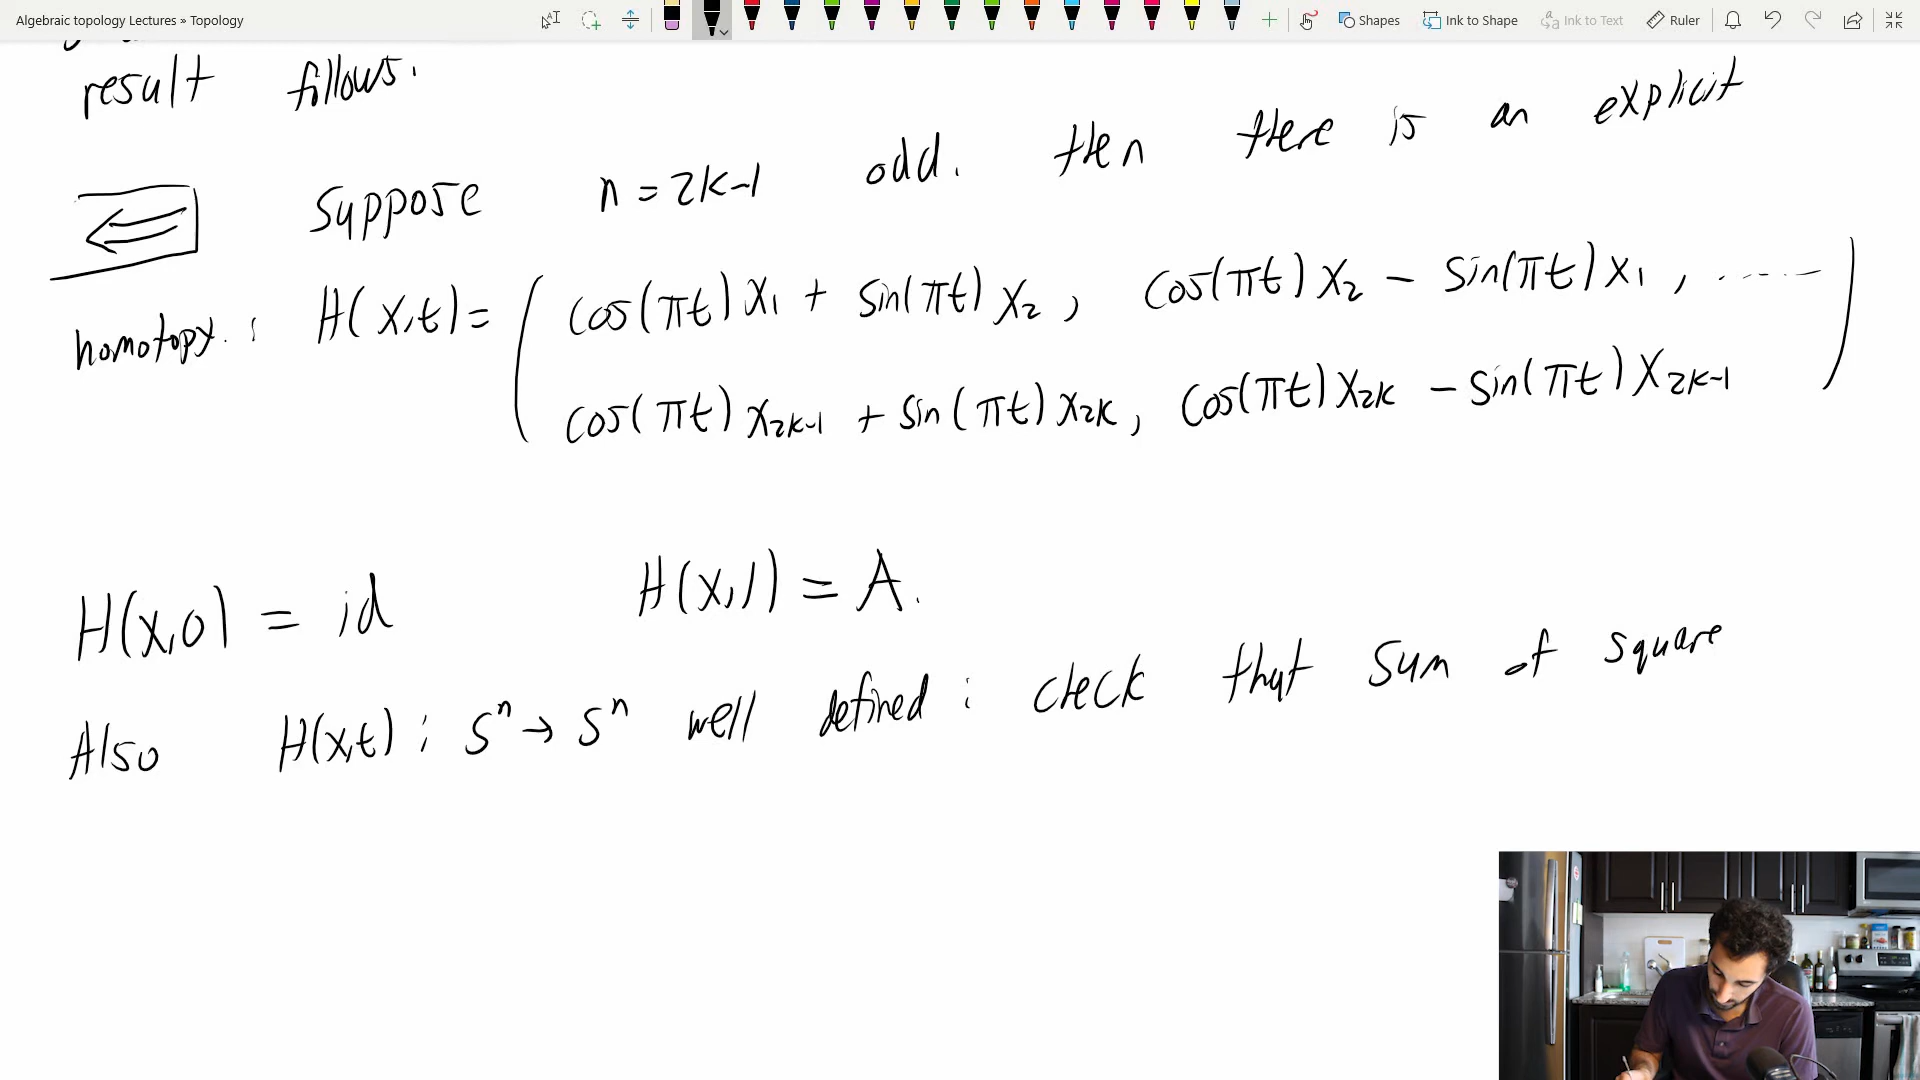 Algebraic topology Lectures » Topology
Shapes
Ink to Shape
Ink to Text
Ruler
result follows.
⇐ Suppose n = 2k-1 odd. then there is an explicit
homotopy : H(x,t) = ( cos(πt) x₁ + sin(πt) x₂ , cos(πt) x₂ - sin(πt) x₁ , ......
cos(πt) x₂ₖ₋₁ + sin(πt) x₂ₖ , cos(πt) x₂ₖ - sin(πt) x₂ₖ₋₁ )
H(x,0) = id H(x,1) = A.
Also H(x,t) : Sⁿ → Sⁿ well defined : check that sum of square